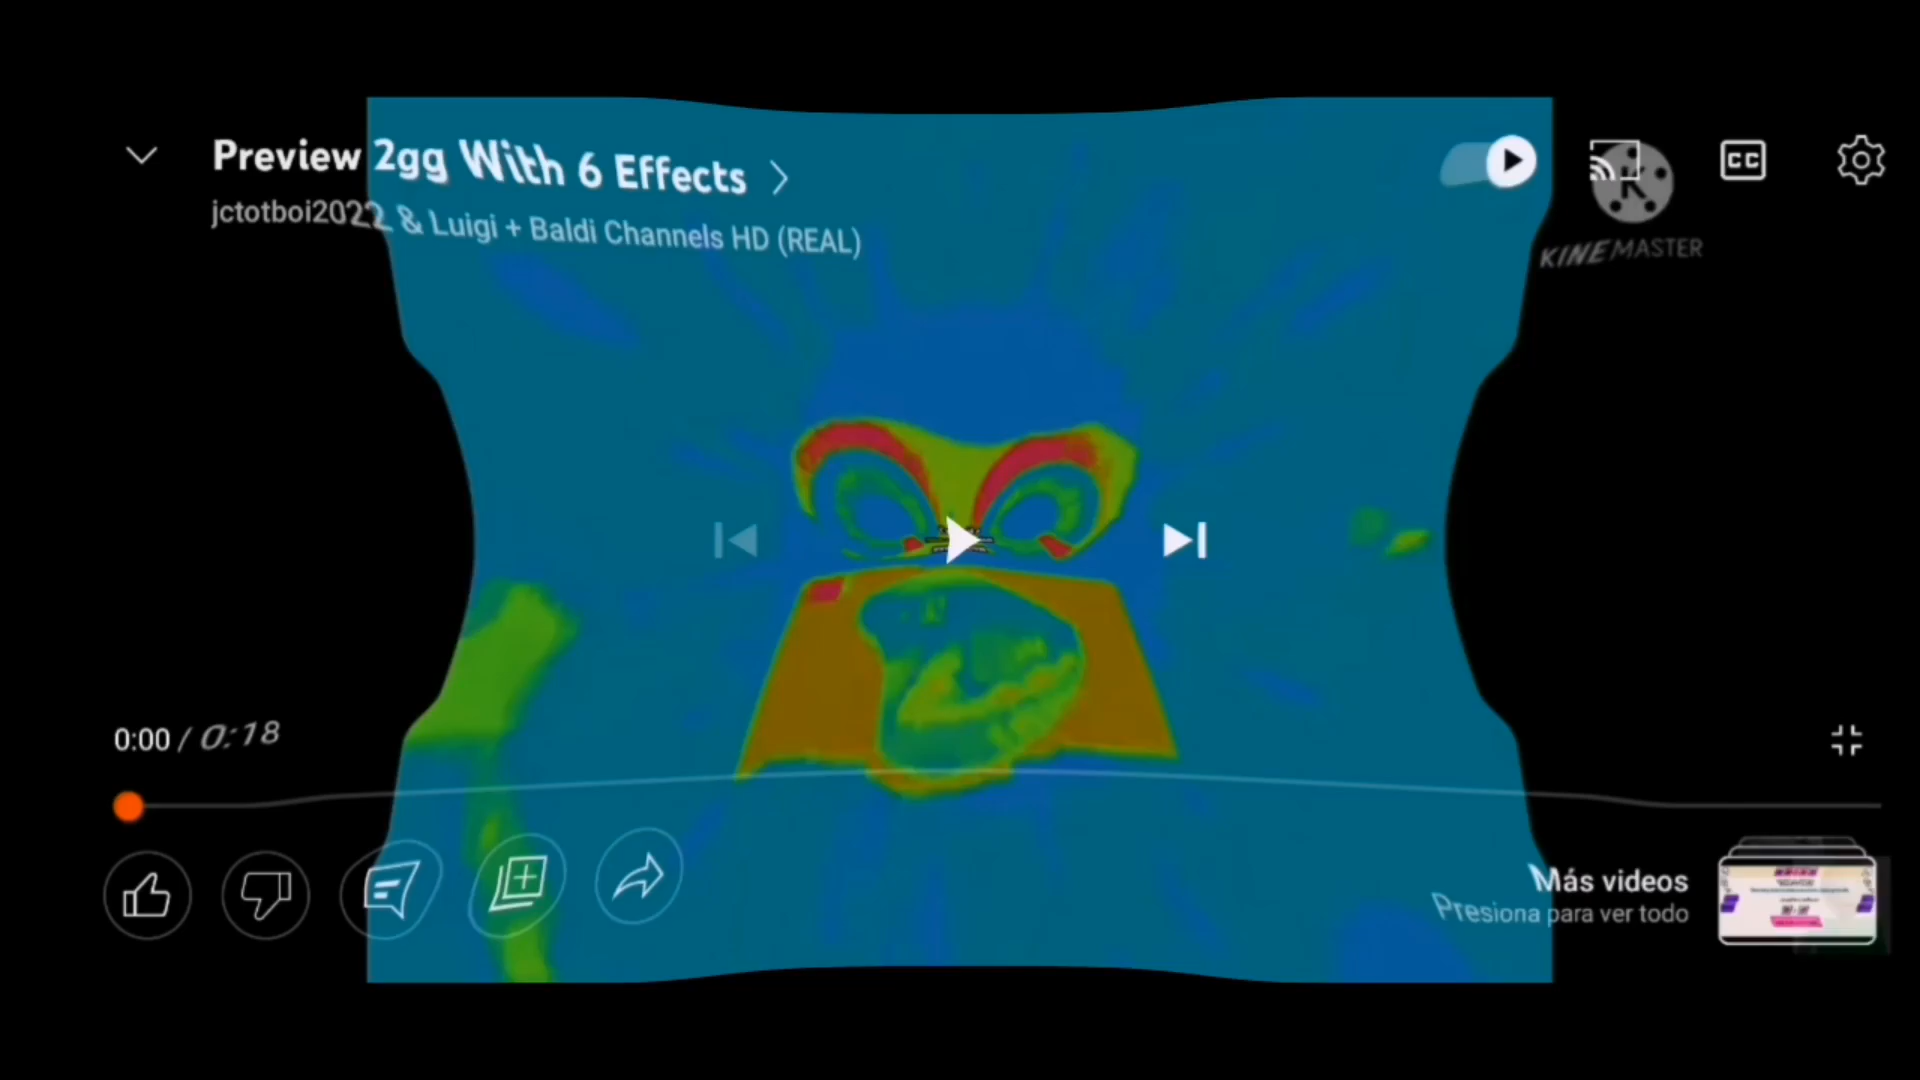 Preview 2gg With 6 Effects
jctotboi2022 & Luigi + Baldi Channels HD (REAL)
CC
K
KINEMASTER
0:00 / 0:18
Más videos
Presiona para ver todo